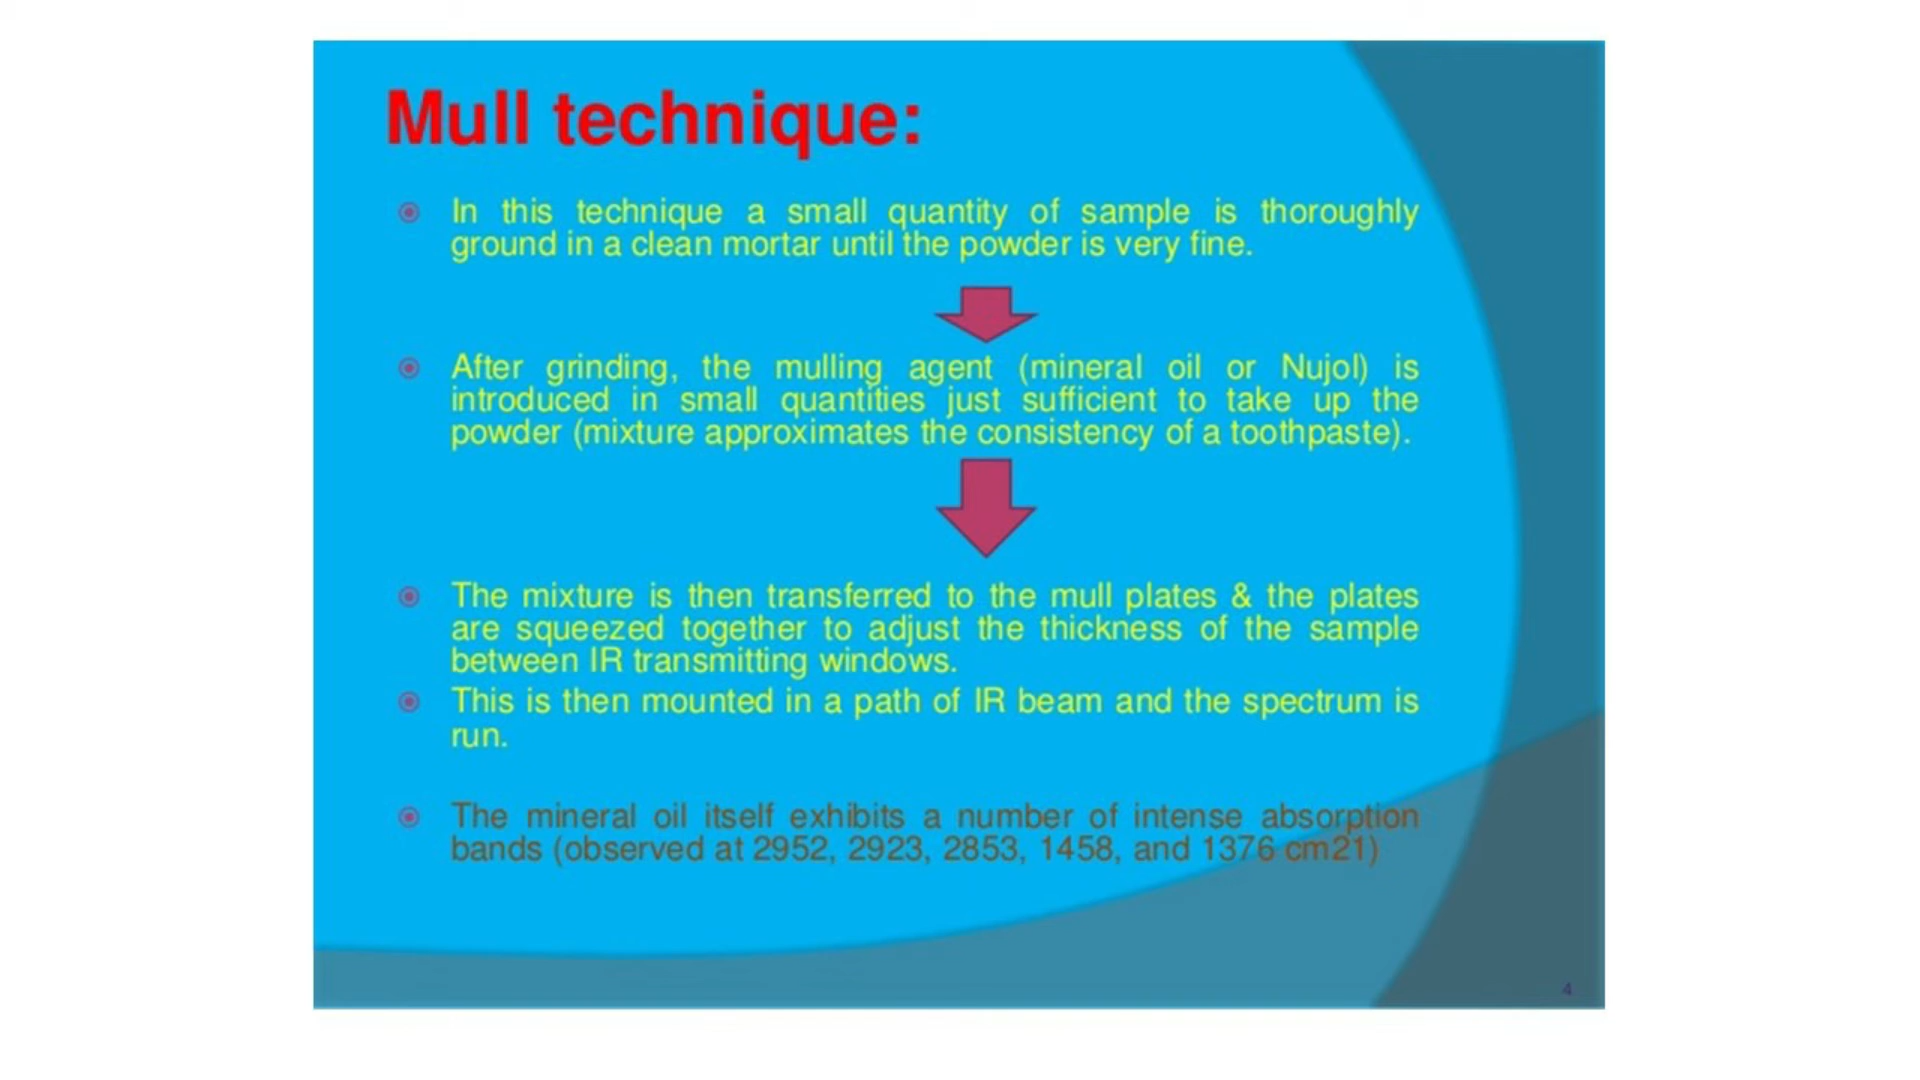 Mull technique:
In this technique a small quantity of sample is thoroughly
ground in a clean mortar until the powder is very fine.
After grinding, the mulling agent (mineral oil or Nujol) is
introduced in small quantities just sufficient to take up the
powder (mixture approximates the consistency of a toothpaste).
The mixture is then transferred to the mull plates & the plates
are squeezed together to adjust the thickness of the sample
between IR transmitting windows.
This is then mounted in a path of IR beam and the spectrum is
run.
The mineral oil itself exhibits a number of intense absorption
bands (observed at 2952, 2923, 2853, 1458, and 1376 cm21)
4